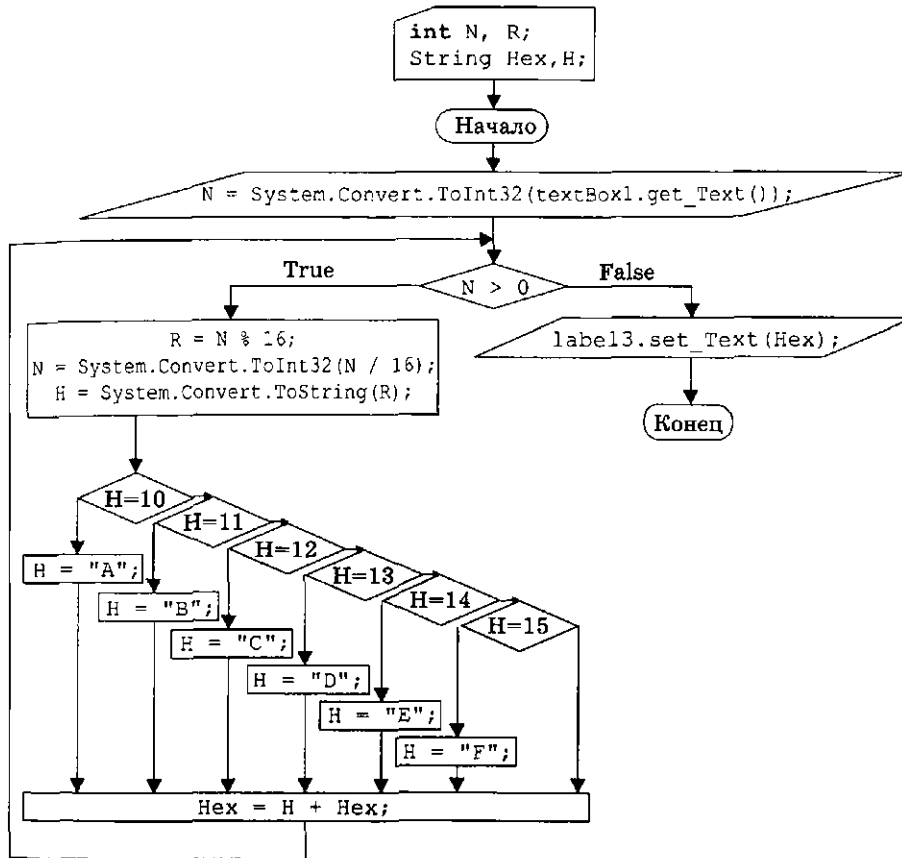 int N, R;
String Hex,H;
Начало
N = System.Convert.ToInt32(textBox1.get_Text());
True
N > 0
False
R = N % 16;
N = System.Convert.ToInt32(N / 16);
H = System.Convert.ToString(R);
label3.set_Text(Hex);
Конец
H=10
H=11
H=12
H=13
H=14
H=15
H = "A";
H = "B";
H = "C";
H = "D";
H = "E";
H = "F";
Hex = H + Hex;